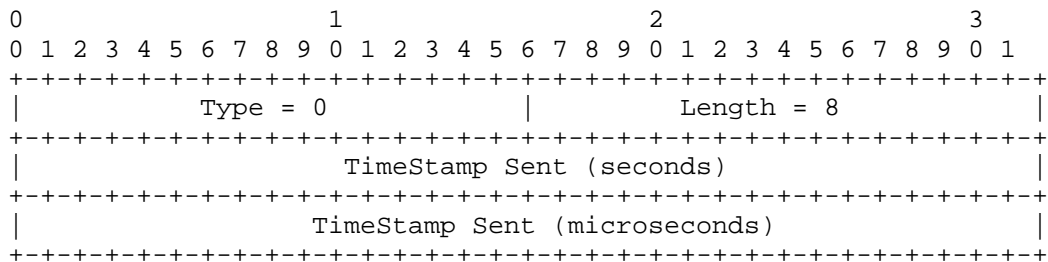 0                   1                   2                   3
0 1 2 3 4 5 6 7 8 9 0 1 2 3 4 5 6 7 8 9 0 1 2 3 4 5 6 7 8 9 0 1
+-+-+-+-+-+-+-+-+-+-+-+-+-+-+-+-+-+-+-+-+-+-+-+-+-+-+-+-+-+-+-+-+
|           Type = 0            |         Length = 8            |
+-+-+-+-+-+-+-+-+-+-+-+-+-+-+-+-+-+-+-+-+-+-+-+-+-+-+-+-+-+-+-+-+
|                    TimeStamp Sent (seconds)                   |
+-+-+-+-+-+-+-+-+-+-+-+-+-+-+-+-+-+-+-+-+-+-+-+-+-+-+-+-+-+-+-+-+
|                  TimeStamp Sent (microseconds)                |
+-+-+-+-+-+-+-+-+-+-+-+-+-+-+-+-+-+-+-+-+-+-+-+-+-+-+-+-+-+-+-+-+